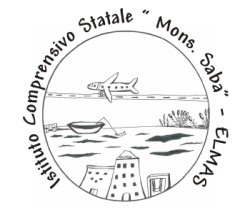 Istituto Comprensivo Statale “ Mons. Saba” - ELMAS